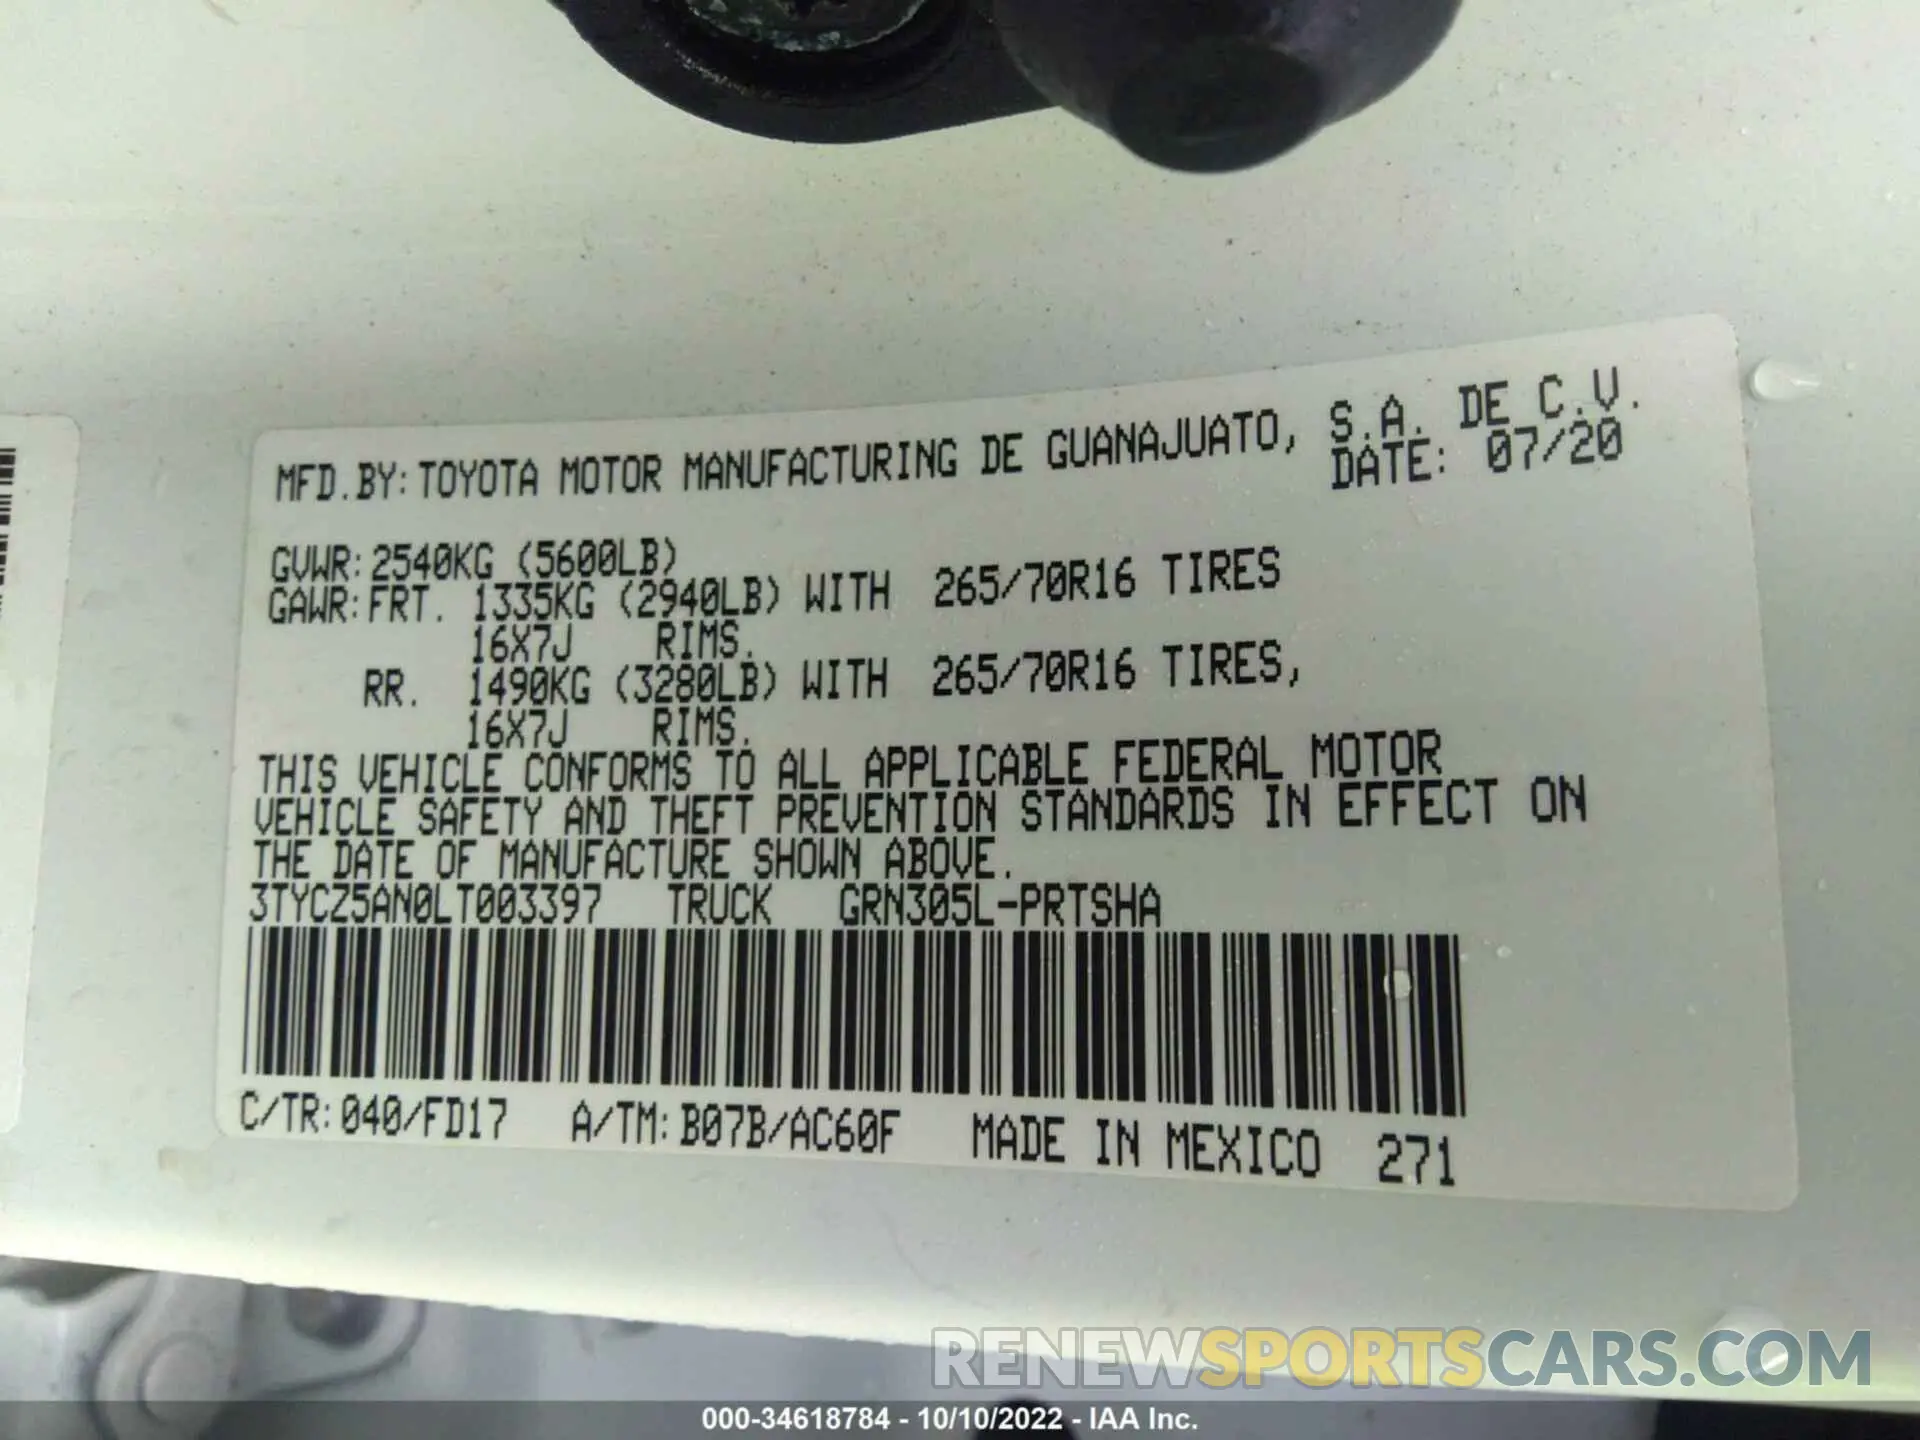 MFD.BY:TOYOTA MOTOR MANUFACTURING DE GUANAJUATO, S.A. DE C.V.
DATE: 07/20
GVWR:2540KG (5600LB)
GAWR:FRT. 1335KG (2940LB) WITH 265/70R16 TIRES
16X7J RIMS.
RR. 1490KG (3280LB) WITH 265/70R16 TIRES,
16X7J RIMS.
THIS VEHICLE CONFORMS TO ALL APPLICABLE FEDERAL MOTOR
VEHICLE SAFETY AND THEFT PREVENTION STANDARDS IN EFFECT ON
THE DATE OF MANUFACTURE SHOWN ABOVE.
3TYCZ5AN0LT003397 TRUCK GRN305L-PRTSHA
C/TR:040/FD17 A/TM:B07B/AC60F MADE IN MEXICO 271
RENEWSPORTSCARS.COM
000-34618784 - 10/10/2022 - IAA Inc.